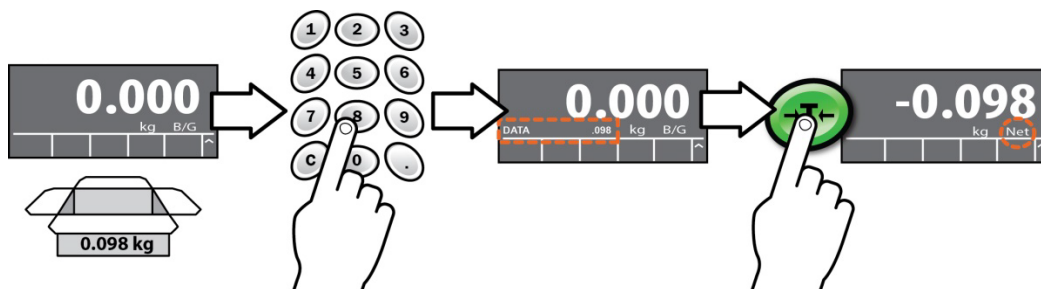 0.000
kg B/G
0.098 kg
1 2 3
4 5 6
7 8 9
C 0 .
0.000
DATA .098 kg B/G
T
-0.098
kg Net